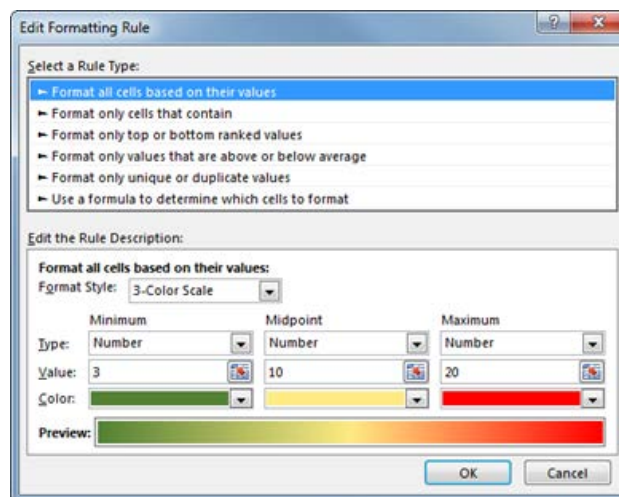 Edit Formatting Rule
Select a Rule Type:
► Format all cells based on their values
► Format only cells that contain
► Format only top or bottom ranked values
► Format only values that are above or below average
► Format only unique or duplicate values
► Use a formula to determine which cells to format
Edit the Rule Description:
Format all cells based on their values:
Format Style: 3-Color Scale
Minimum Midpoint Maximum
Type: Number Number Number
Value: 3 10 20
Color:
Preview:
OK Cancel